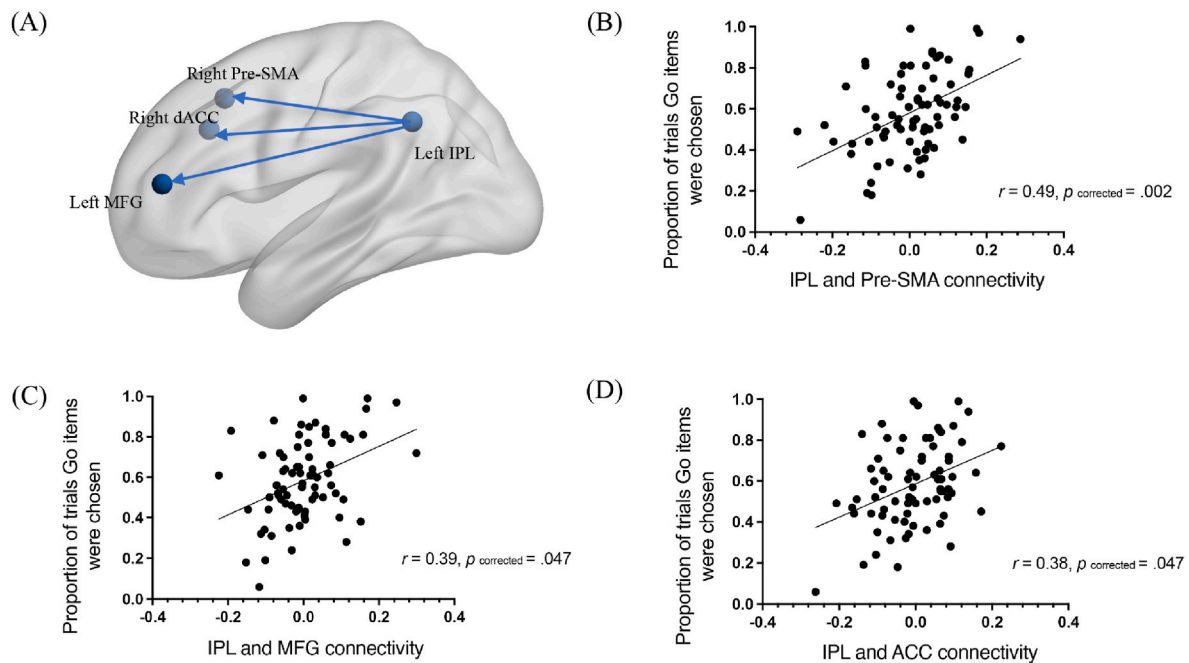 (A)
Right Pre-SMA
Right dACC
Left IPL
Left MFG
(B)
Proportion of trials Go items
were chosen
1.0
0.8
0.6
0.4
0.2
0.0
-0.4
-0.2
0.0
0.2
0.4
r = 0.49, p corrected = .002
IPL and Pre-SMA connectivity
(C)
Proportion of trials Go items
were chosen
1.0
0.8
0.6
0.4
0.2
0.0
-0.4
-0.2
0.0
0.2
0.4
r = 0.39, p corrected = .047
IPL and MFG connectivity
(D)
Proportion of trials Go items
were chosen
1.0
0.8
0.6
0.4
0.2
0.0
-0.4
-0.2
0.0
0.2
0.4
r = 0.38, p corrected = .047
IPL and ACC connectivity